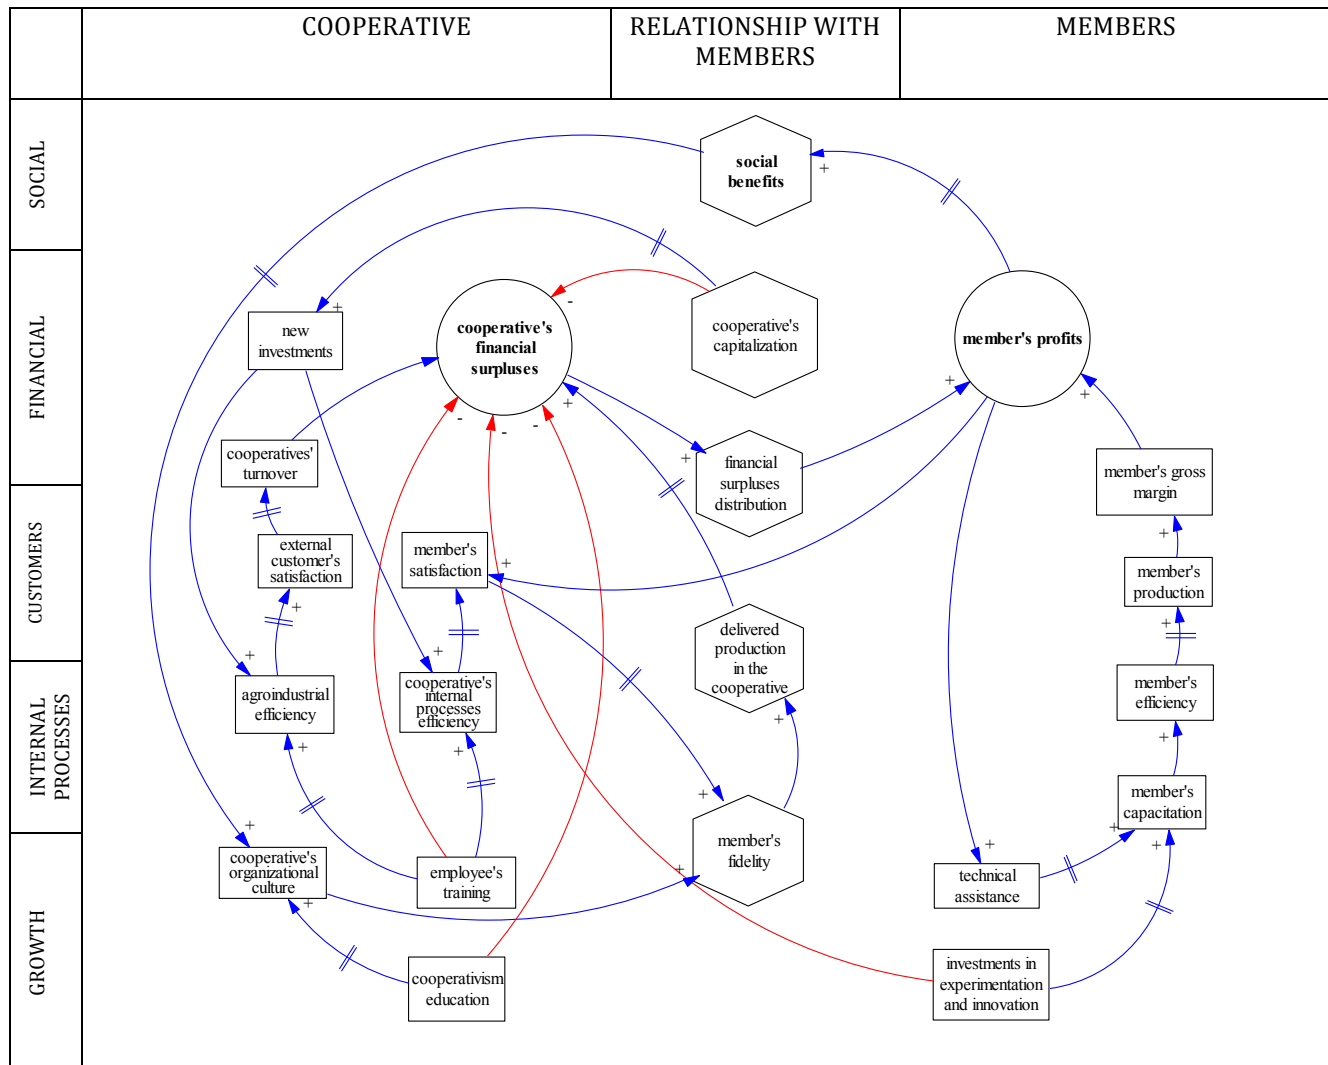 COOPERATIVE
RELATIONSHIP WITH
MEMBERS
MEMBERS
SOCIAL
social
benefits
+
FINANCIAL
+
new
investments
cooperative's
financial
surpluses
-
cooperative's
capitalization
member's profits
+
+
+
-
-
-
cooperatives'
turnover
+
financial
surpluses
distribution
member's gross
margin
CUSTOMERS
external
customer's
satisfaction
+
member's
satisfaction
+
+
member's
production
+
delivered
production
in the
cooperative
+
INTERNAL
PROCESSES
+
agroindustrial
efficiency
+
+
cooperative's
internal
processes
efficiency
+
member's
efficiency
+
+
member's
capacitation
+
+
GROWTH
+
cooperative's
organizational
culture
+
employee's
training
member's
fidelity
+
+
technical
assistance
cooperativism
education
investments in
experimentation
and innovation